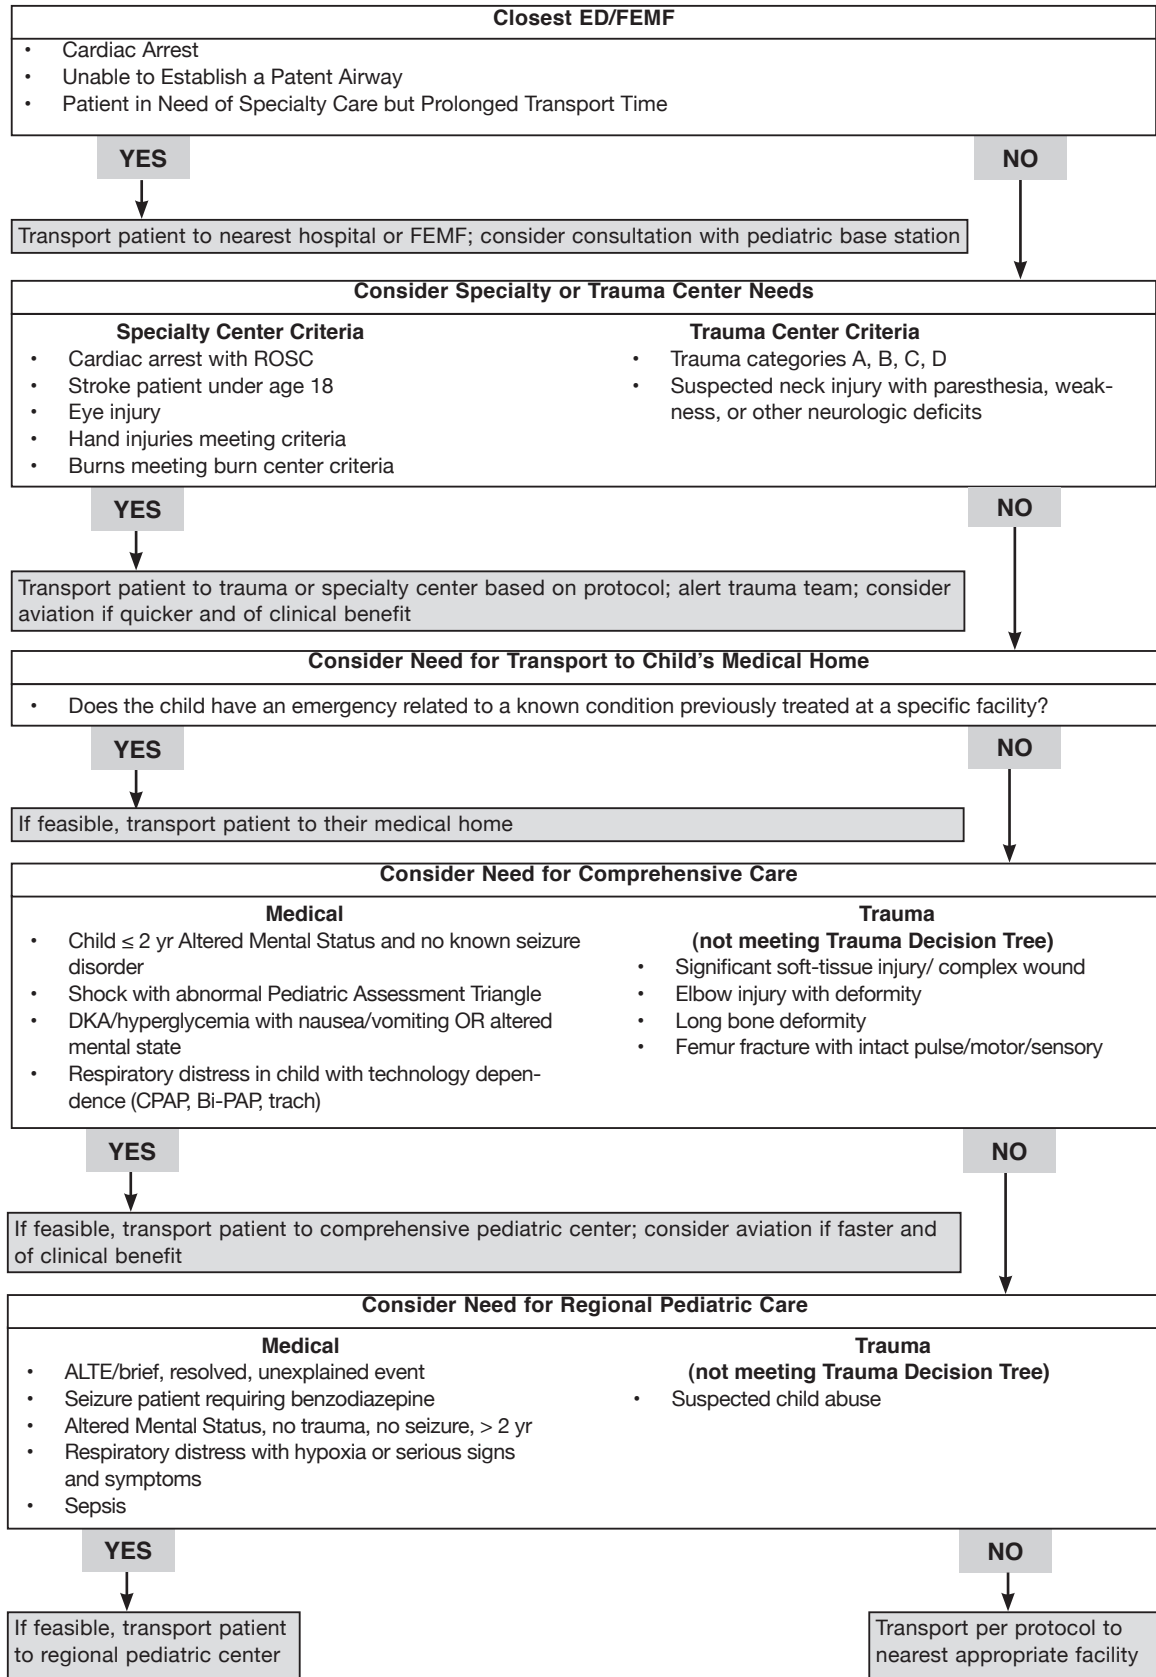 Closest ED/FEMF
• Cardiac Arrest
• Unable to Establish a Patent Airway
• Patient in Need of Specialty Care but Prolonged Transport Time
YES
NO
Transport patient to nearest hospital or FEMF; consider consultation with pediatric base station
Consider Specialty or Trauma Center Needs
Specialty Center Criteria
• Cardiac arrest with ROSC
• Stroke patient under age 18
• Eye injury
• Hand injuries meeting criteria
• Burns meeting burn center criteria
Trauma Center Criteria
• Trauma categories A, B, C, D
• Suspected neck injury with paresthesia, weak-
ness, or other neurologic deficits
YES
NO
Transport patient to trauma or specialty center based on protocol; alert trauma team; consider
aviation if quicker and of clinical benefit
Consider Need for Transport to Child's Medical Home
• Does the child have an emergency related to a known condition previously treated at a specific facility?
YES
NO
If feasible, transport patient to their medical home
Consider Need for Comprehensive Care
Medical
• Child ≤ 2 yr Altered Mental Status and no known seizure
disorder
• Shock with abnormal Pediatric Assessment Triangle
• DKA/hyperglycemia with nausea/vomiting OR altered
mental state
• Respiratory distress in child with technology depen-
dence (CPAP, Bi-PAP, trach)
Trauma
(not meeting Trauma Decision Tree)
• Significant soft-tissue injury/ complex wound
• Elbow injury with deformity
• Long bone deformity
• Femur fracture with intact pulse/motor/sensory
YES
NO
If feasible, transport patient to comprehensive pediatric center; consider aviation if faster and
of clinical benefit
Consider Need for Regional Pediatric Care
Medical
• ALTE/brief, resolved, unexplained event
• Seizure patient requiring benzodiazepine
• Altered Mental Status, no trauma, no seizure, > 2 yr
• Respiratory distress with hypoxia or serious signs
and symptoms
• Sepsis
Trauma
(not meeting Trauma Decision Tree)
• Suspected child abuse
YES
NO
If feasible, transport patient
to regional pediatric center
Transport per protocol to
nearest appropriate facility